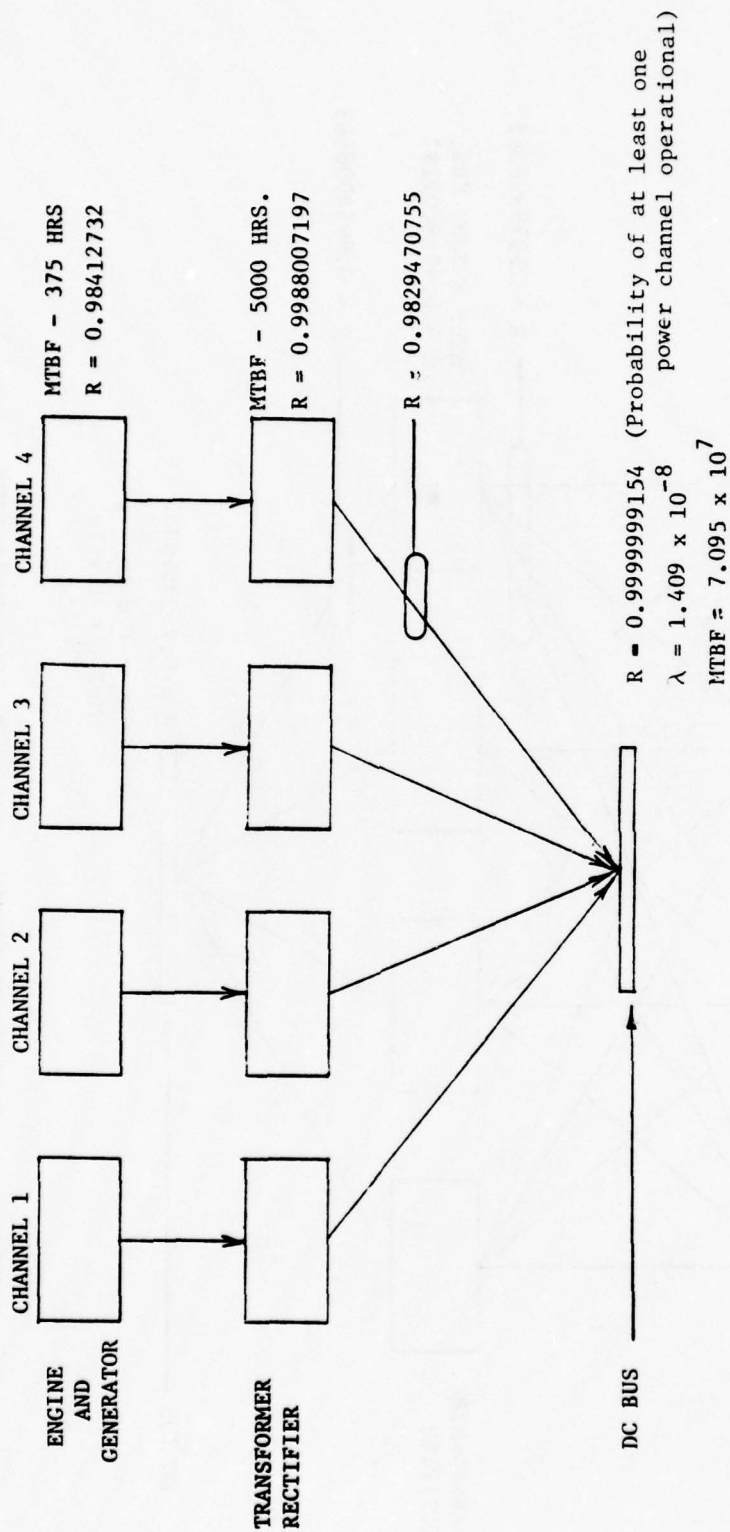 CHANNEL 1
CHANNEL 2
CHANNEL 3
CHANNEL 4
ENGINE
AND
GENERATOR
MTBF - 375 HRS
R = 0.98412732
TRANSFORMER
RECTIFIER
MTBF - 5000 HRS.
R = 0.9988007197
R = 0.9829470755
DC BUS
R = 0.9999999154 (Probability of at least one
power channel operational)
λ = 1.409 x 10⁻⁸
MTBF = 7.095 x 10⁷